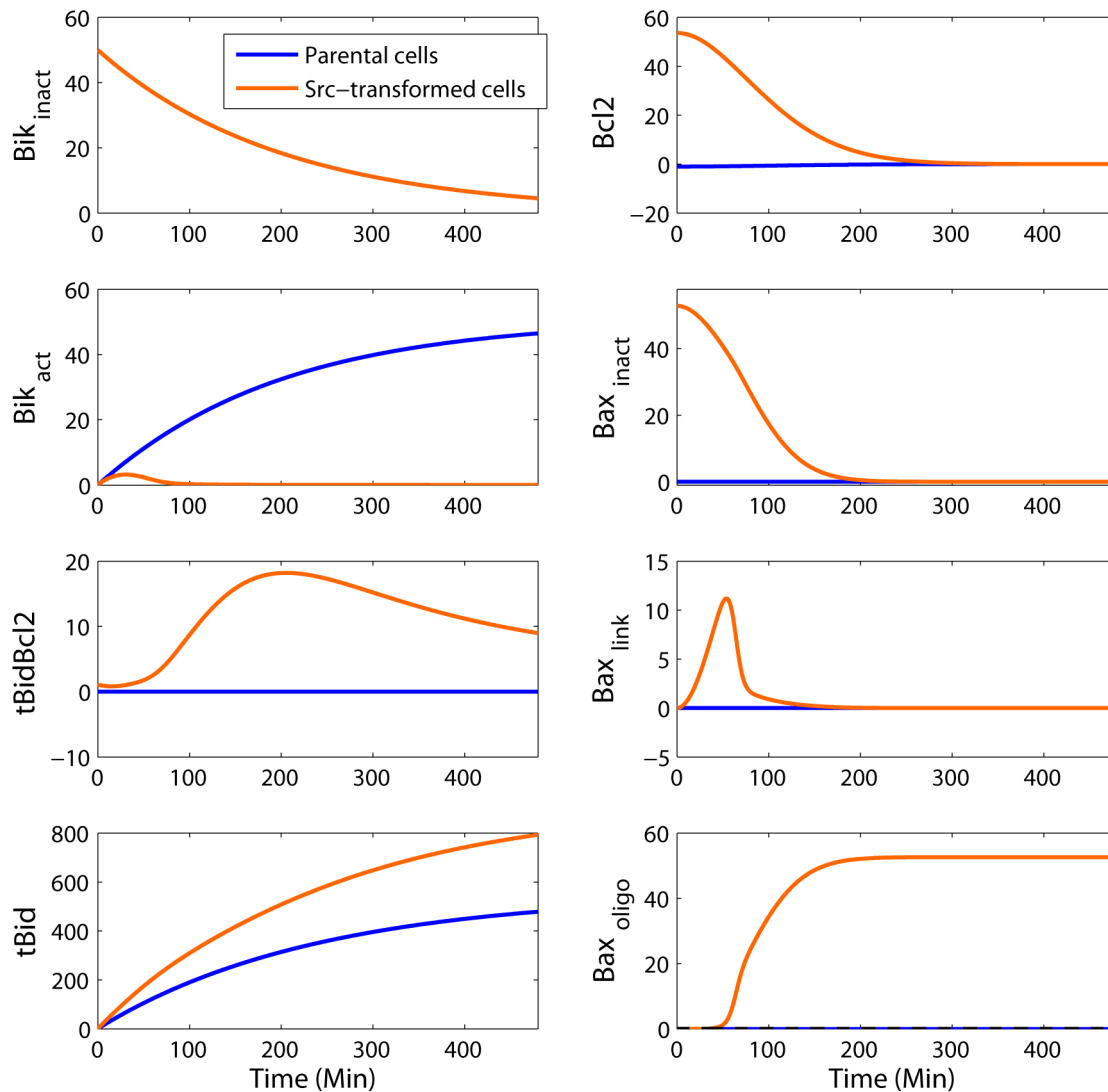 Bik inact
60
40
20
0
0 100 200 300 400
Parental cells
Src−transformed cells
Bcl2
60
40
20
0
−20
0 100 200 300 400
Bik act
60
40
20
0
0 100 200 300 400
Bax inact
40
20
0
0 100 200 300 400
tBidBcl2
20
10
0
−10
0 100 200 300 400
Bax link
15
10
5
0
−5
0 100 200 300 400
tBid
800
600
400
200
0
0 100 200 300 400
Time (Min)
Bax oligo
60
40
20
0
0 100 200 300 400
Time (Min)